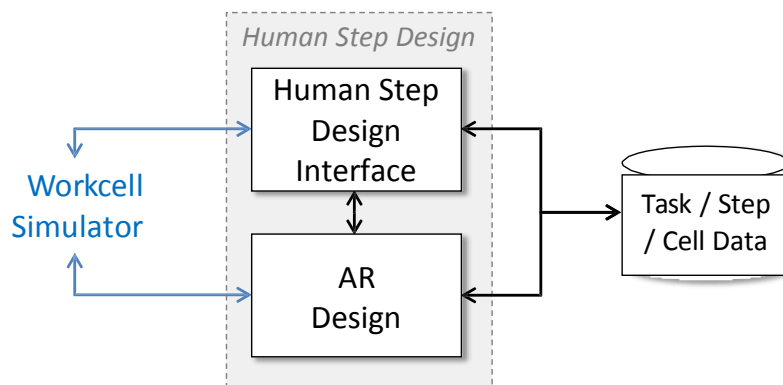 Human Step Design
Human Step
Design
Interface
Workcell
Simulator
Task / Step
/ Cell Data
AR
Design